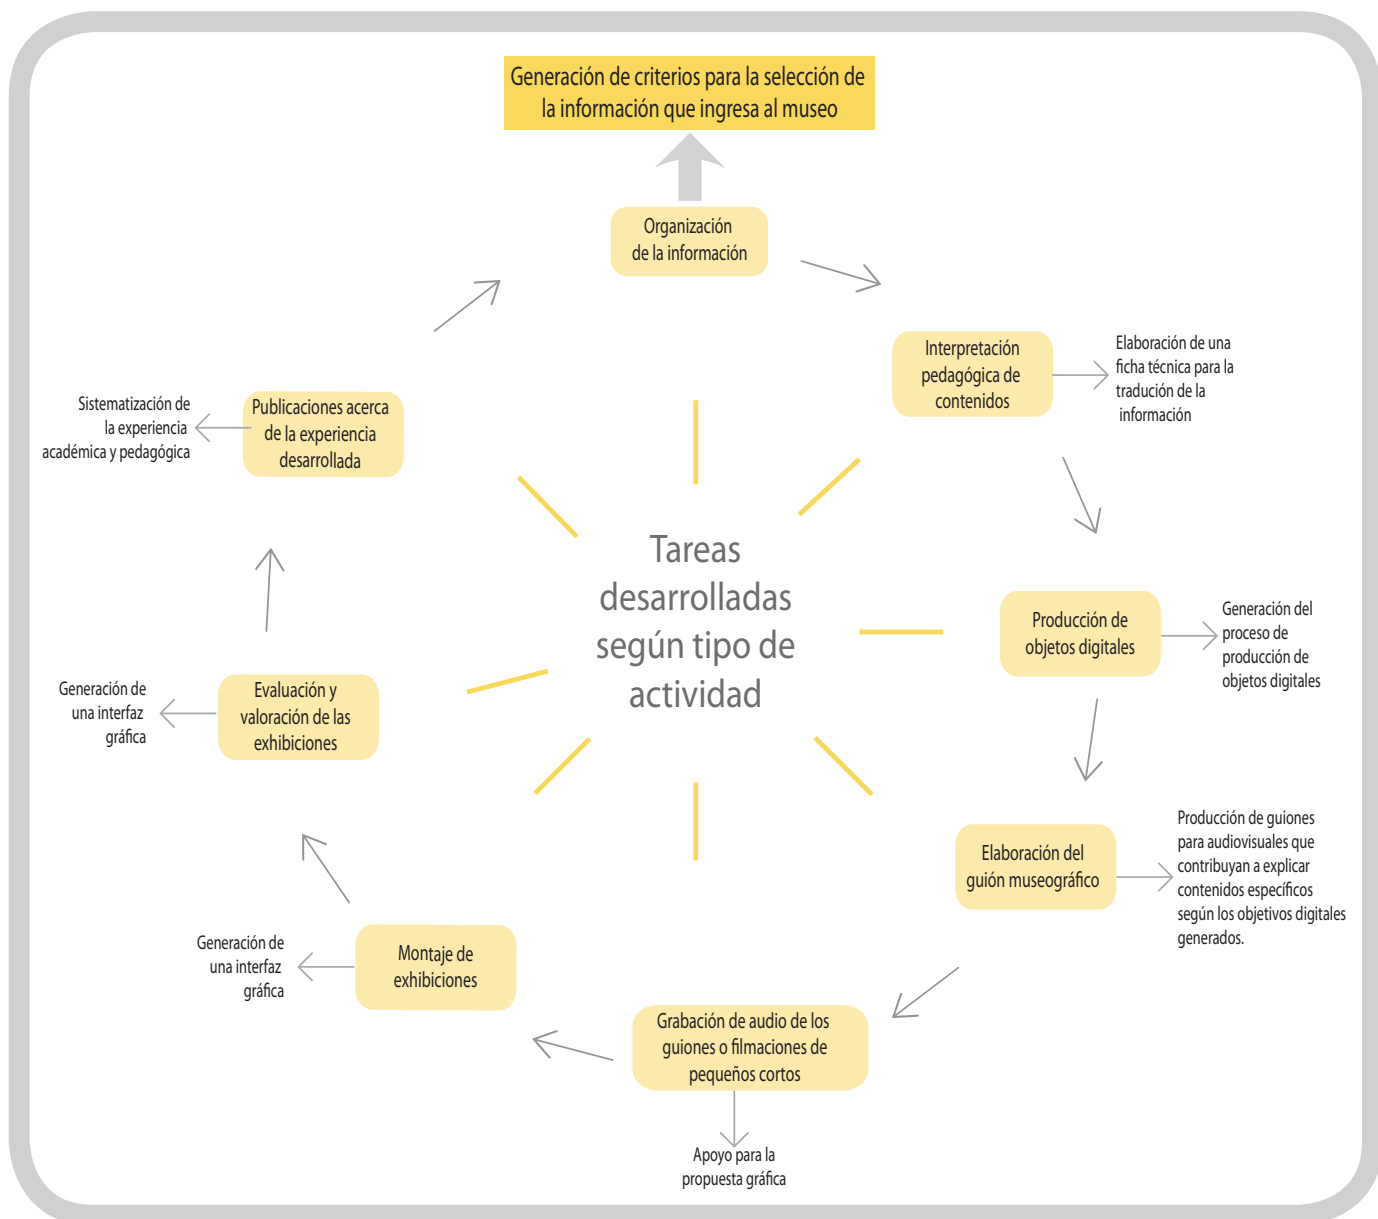 Generación de criterios para la selección de
la información que ingresa al museo
Organización
de la información
Interpretación
pedagógica de
contenidos
Elaboración de una
ficha técnica para la
tradución de la
información
Producción de
objetos digitales
Generación del
proceso de
producción de
objetos digitales
Elaboración del
guión museográfico
Producción de guiones
para audiovisuales que
contribuyan a explicar
contenidos específicos
según los objetivos digitales
generados.
Grabación de audio de los
guiones o filmaciones de
pequeños cortos
Apoyo para la
propuesta gráfica
Montaje de
exhibiciones
Generación de
una interfaz
gráfica
Evaluación y
valoración de las
exhibiciones
Generación de
una interfaz
gráfica
Publicaciones acerca
de la experiencia
desarrollada
Sistematización de
la experiencia
académica y pedagógica
Tareas
desarrolladas
según tipo de
actividad